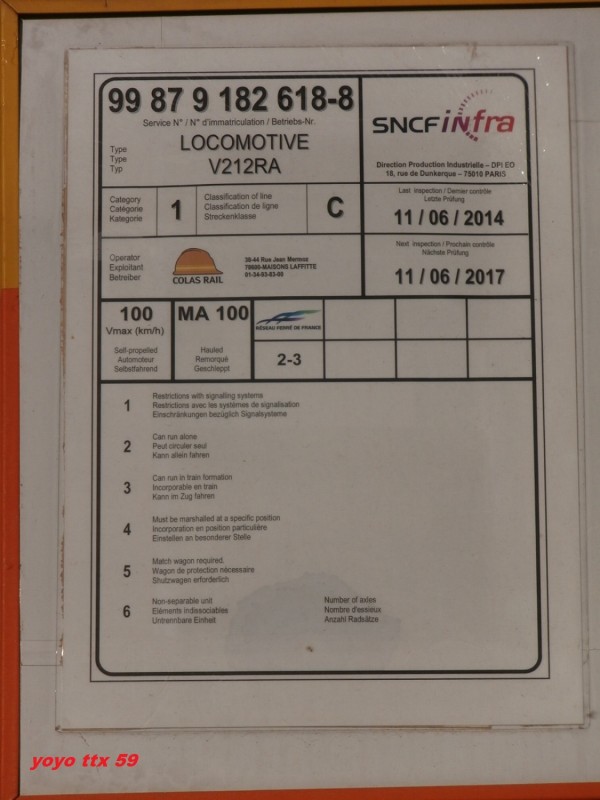 99 87 9 182 618-8
Service N° / N° d'immatriculation / Betriebs-Nr.
Type
Type
Typ
LOCOMOTIVE
V212RA
SNCF infra
Direction Production Industrielle – DPI EO
18, rue de Dunkerque – 75010 PARIS
Category
Catégorie
Kategorie
1
Classification of line
Classification de ligne
Streckenklasse
C
Last inspection / Dernier contrôle
Letzte Prüfung
11 / 06 / 2014
Operator
Exploitant
Betreiber
COLAS RAIL
38-44 Rue Jean Mermoz
78600-MAISONS LAFFITTE
Next inspection / Prochain contrôle
Nächste Prüfung
11 / 06 / 2017
100
Vmax (km/h)
MA 100
RÉSEAU FERRÉ DE FRANCE
Self-propelled
Automoteur
Selbstfahrend
Hauled
Remorqué
Geschleppt
2-3
1
Restrictions with signalling systems
Restrictions avec les systèmes de signalisation
Einschränkungen bezüglich Signalsysteme
2
Can run alone
Peut circuler seul
Kann allein fahren
3
Can run in train formation
Incorporable en train
Kann im Zug fahren
4
Must be marshalled at a specific position
Incorporation en position particulière
Einstellen an besonderer Stelle
5
Match wagon required.
Wagon de protection nécessaire
Shutzwagen erforderlich
6
Non-separable unit
Eléments indissociables
Untrennbare Einheit
Number of axles
Nombre d'essieux
Anzahl Radsätze
yoyo ttx 59